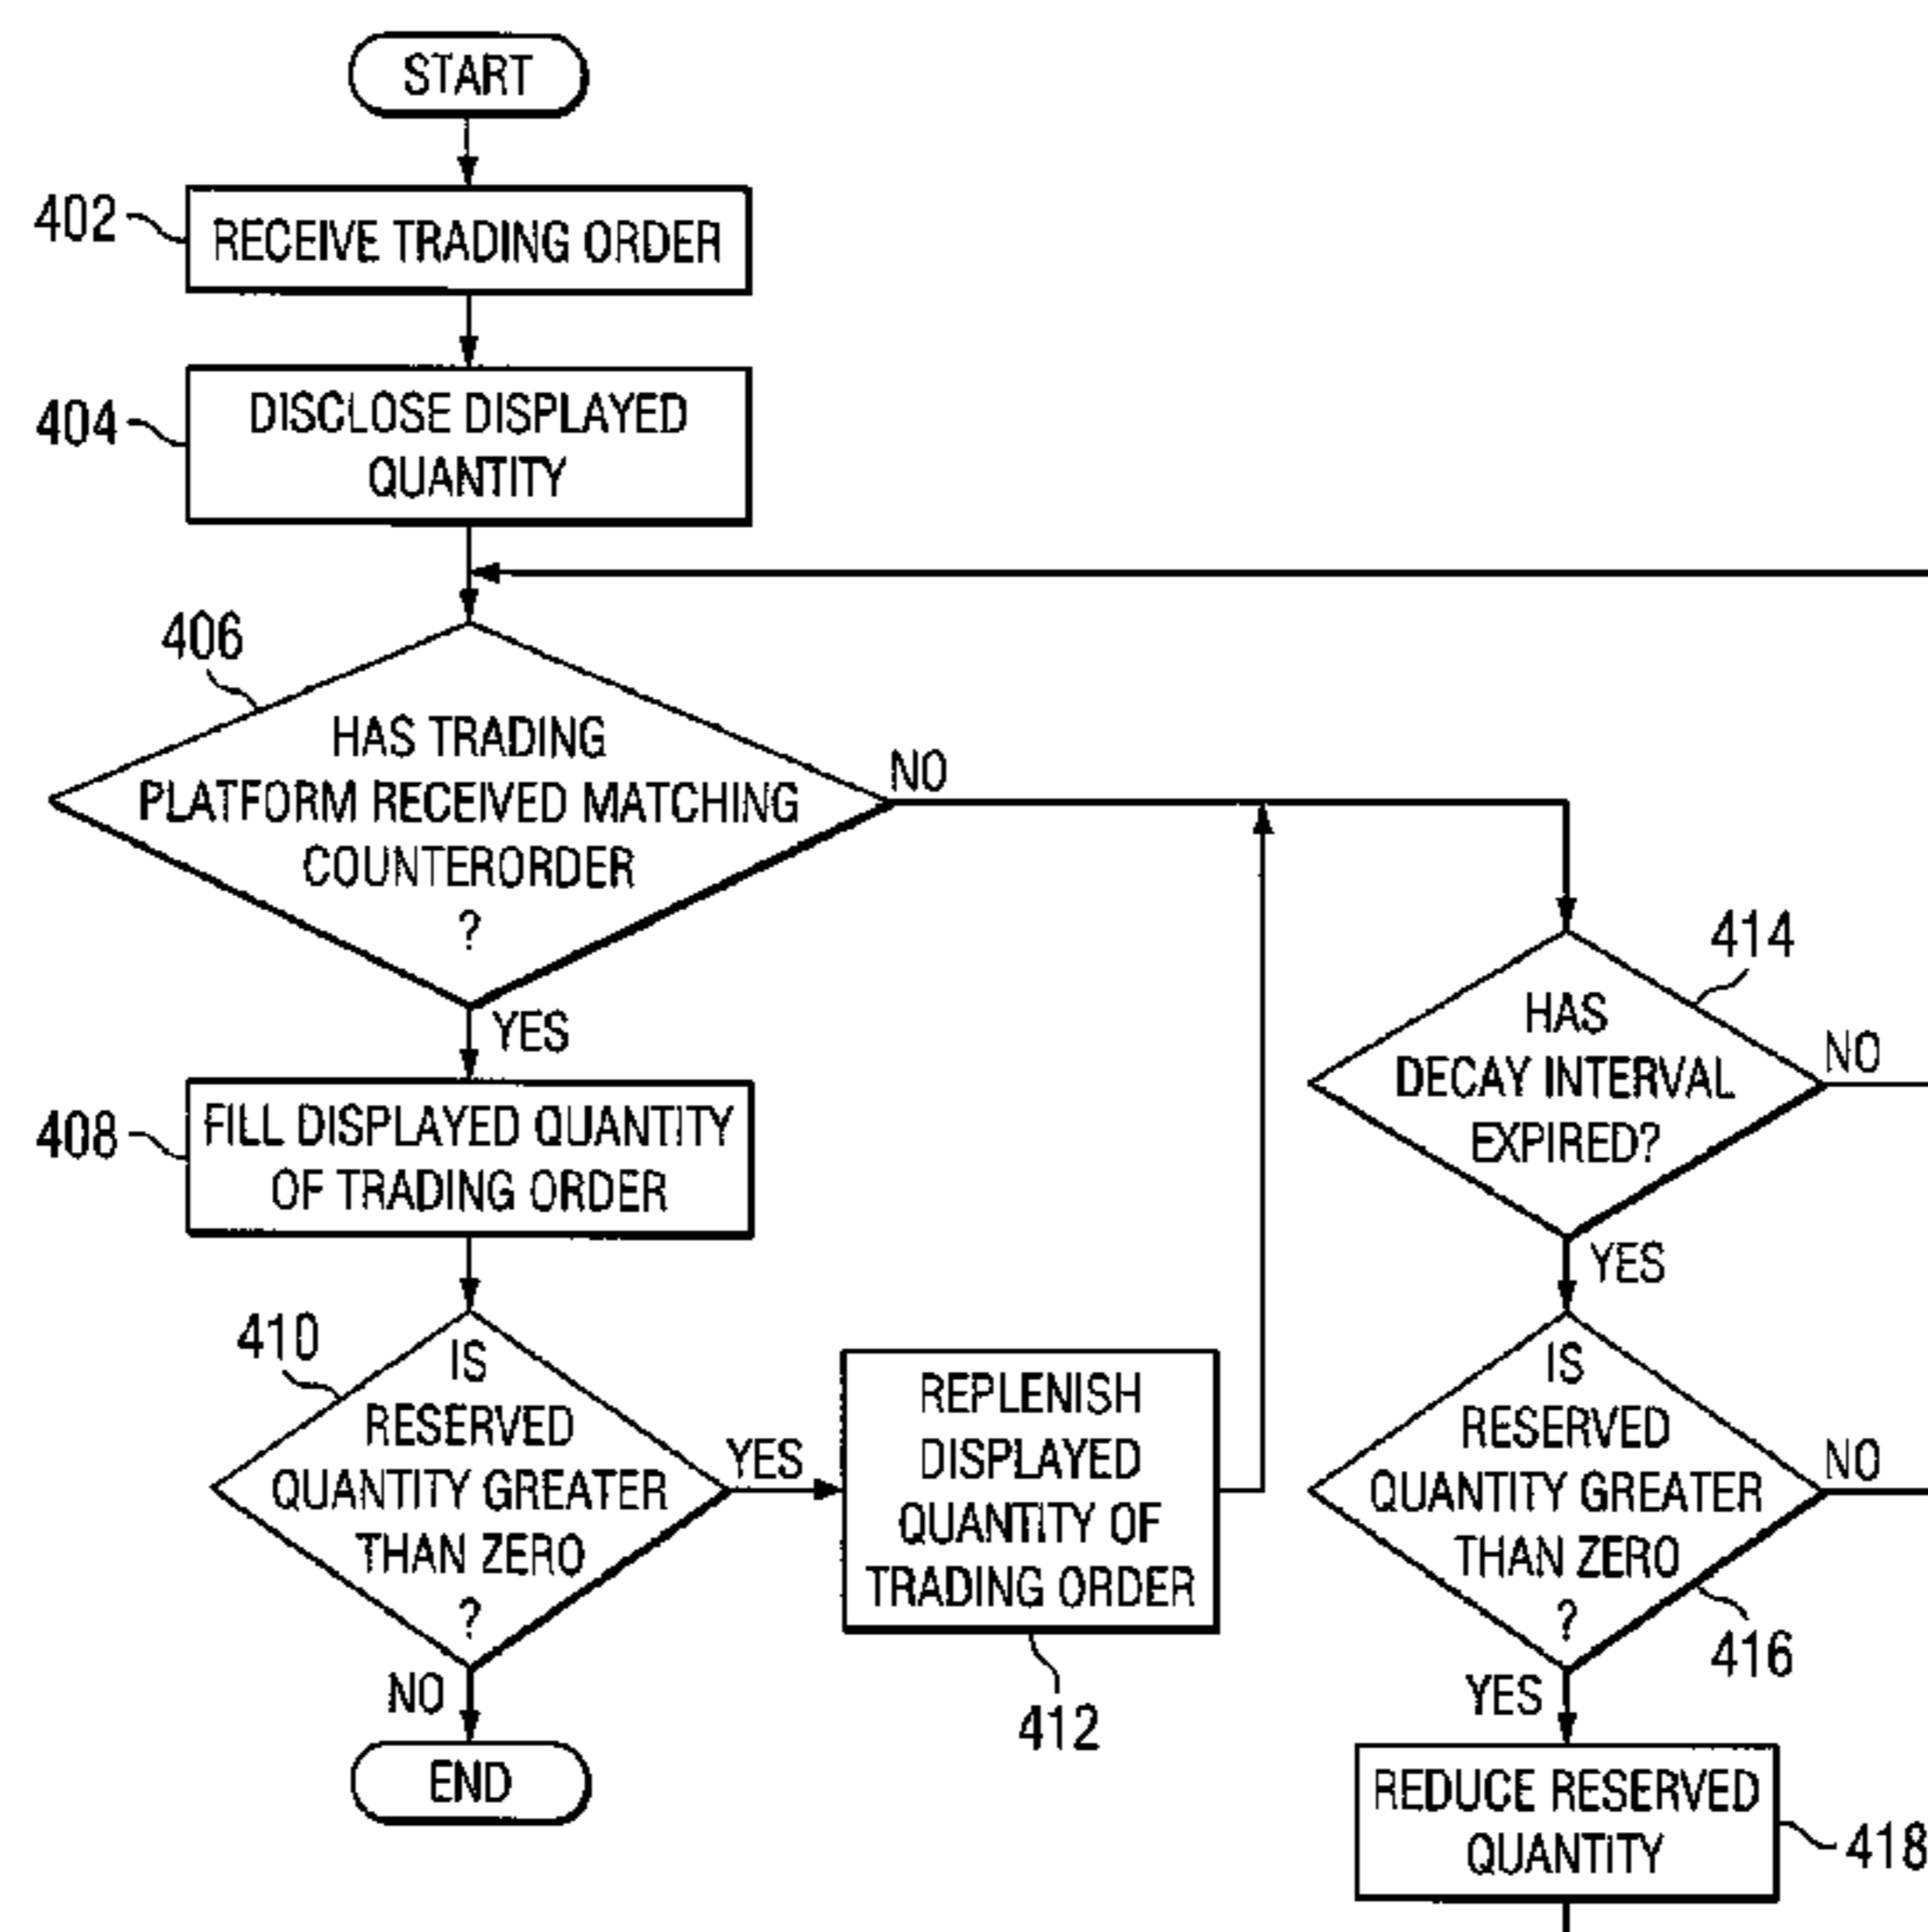 START
402
RECEIVE TRADING ORDER
404
DISCLOSE DISPLAYED
QUANTITY
406
HAS TRADING
PLATFORM RECEIVED MATCHING
COUNTERORDER
?
NO
YES
408
FILL DISPLAYED QUANTITY
OF TRADING ORDER
410
IS
RESERVED
QUANTITY GREATER
THAN ZERO
?
YES
NO
END
REPLENISH
DISPLAYED
QUANTITY OF
TRADING ORDER
412
414
HAS
DECAY INTERVAL
EXPIRED?
NO
YES
IS
RESERVED
QUANTITY GREATER
THAN ZERO
?
NO
416
YES
REDUCE RESERVED
QUANTITY
418